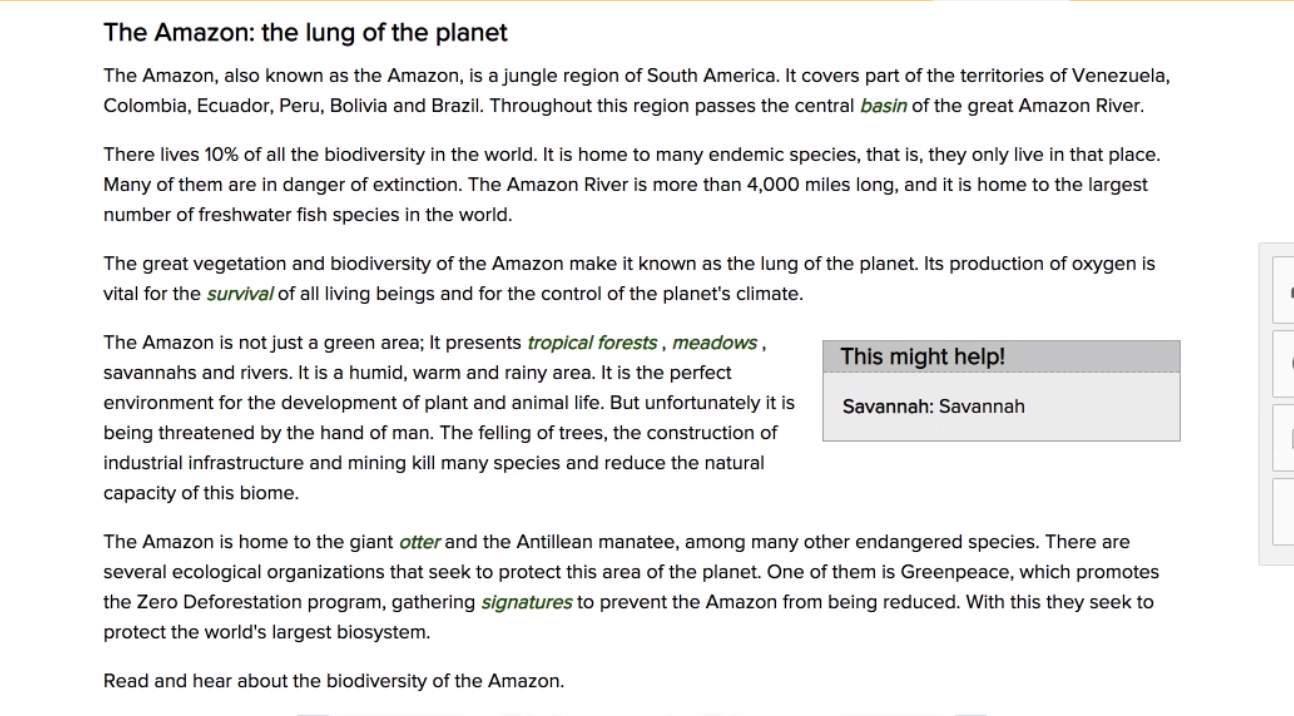 The Amazon: the lung of the planet
The Amazon, also known as the Amazon, is a jungle region of South America. It covers part of the territories of Venezuela,
Colombia, Ecuador, Peru, Bolivia and Brazil. Throughout this region passes the central basin of the great Amazon River.
There lives 10% of all the biodiversity in the world. It is home to many endemic species, that is, they only live in that place.
Many of them are in danger of extinction. The Amazon River is more than 4,000 miles long, and it is home to the largest
number of freshwater fish species in the world.
The great vegetation and biodiversity of the Amazon make it known as the lung of the planet. Its production of oxygen is
vital for the survival of all living beings and for the control of the planet's climate.
The Amazon is not just a green area; It presents tropical forests , meadows ,
savannahs and rivers. It is a humid, warm and rainy area. It is the perfect
environment for the development of plant and animal life. But unfortunately it is
being threatened by the hand of man. The felling of trees, the construction of
industrial infrastructure and mining kill many species and reduce the natural
capacity of this biome.
This might help!
Savannah: Savannah
The Amazon is home to the giant otter and the Antillean manatee, among many other endangered species. There are
several ecological organizations that seek to protect this area of the planet. One of them is Greenpeace, which promotes
the Zero Deforestation program, gathering signatures to prevent the Amazon from being reduced. With this they seek to
protect the world's largest biosystem.
Read and hear about the biodiversity of the Amazon.